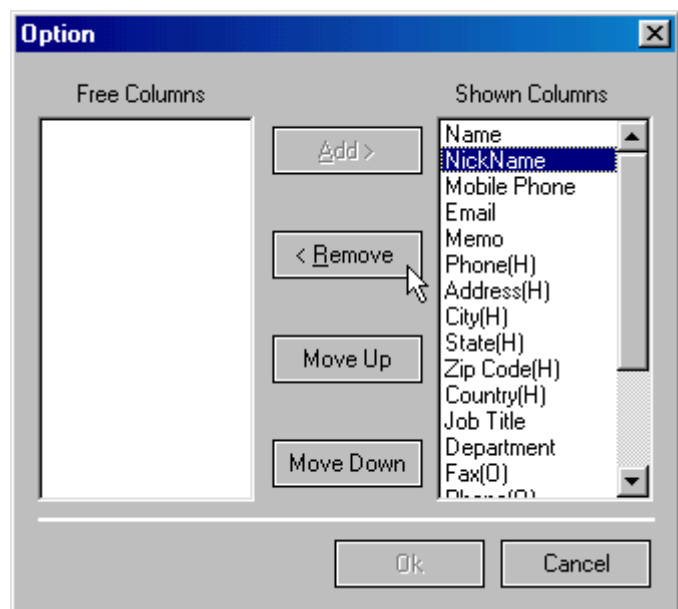 Option
Free Columns
Shown Columns
Add >
< Remove
Move Up
Move Down
Name
NickName
Mobile Phone
Email
Memo
Phone(H)
Address(H)
City(H)
State(H)
Zip Code(H)
Country(H)
Job Title
Department
Fax(O)
Phone(O)
Ok
Cancel